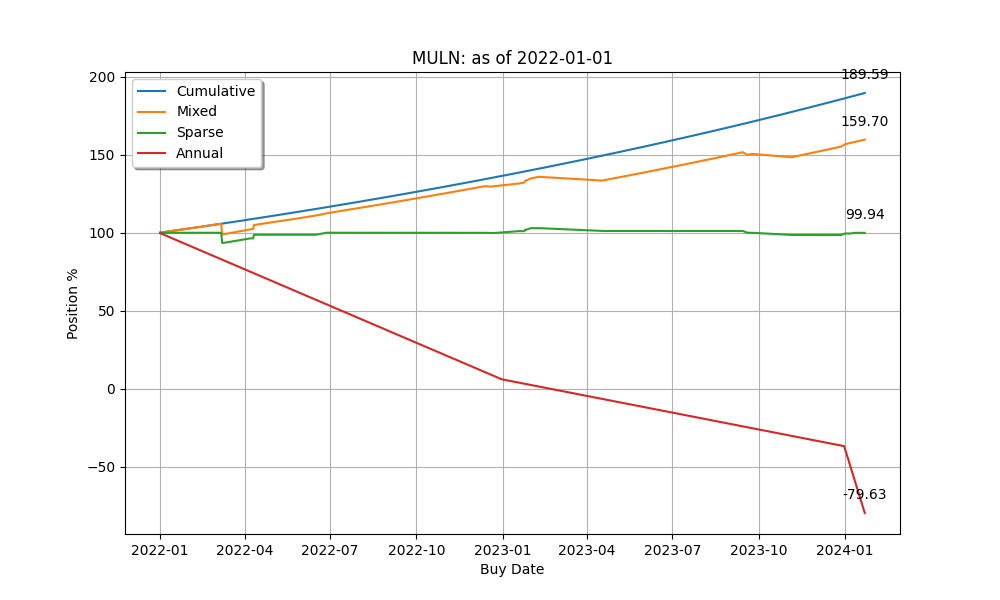 MULN: as of 2022-01-01
Cumulative
Mixed
Sparse
Annual
189.59
159.70
99.94
-79.63
200
150
100
50
0
−50
Position %
2022-01 2022-04 2022-07 2022-10 2023-01 2023-04 2023-07 2023-10 2024-01
Buy Date